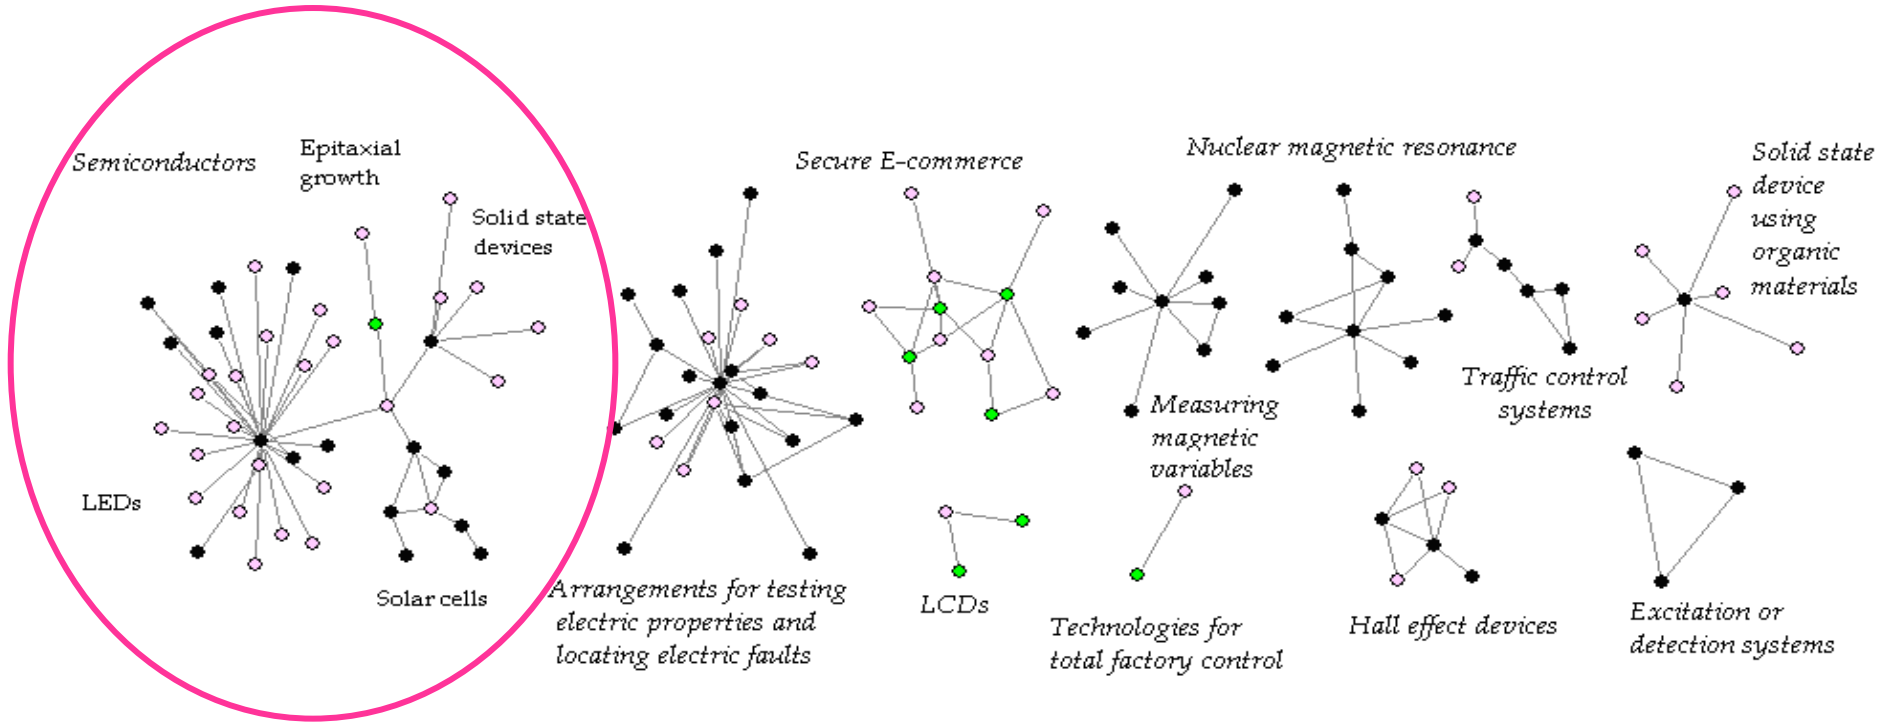 Semiconductors
Epitaxial
growth
Solid state
devices
LEDs
Solar cells
Arrangements for testing
electric properties and
locating electric faults
Secure E-commerce
LCDs
Nuclear magnetic resonance
Measuring
magnetic
variables
Technologies for
total factory control
Traffic control
systems
Hall effect devices
Solid state
device
using
organic
materials
Excitation or
detection systems